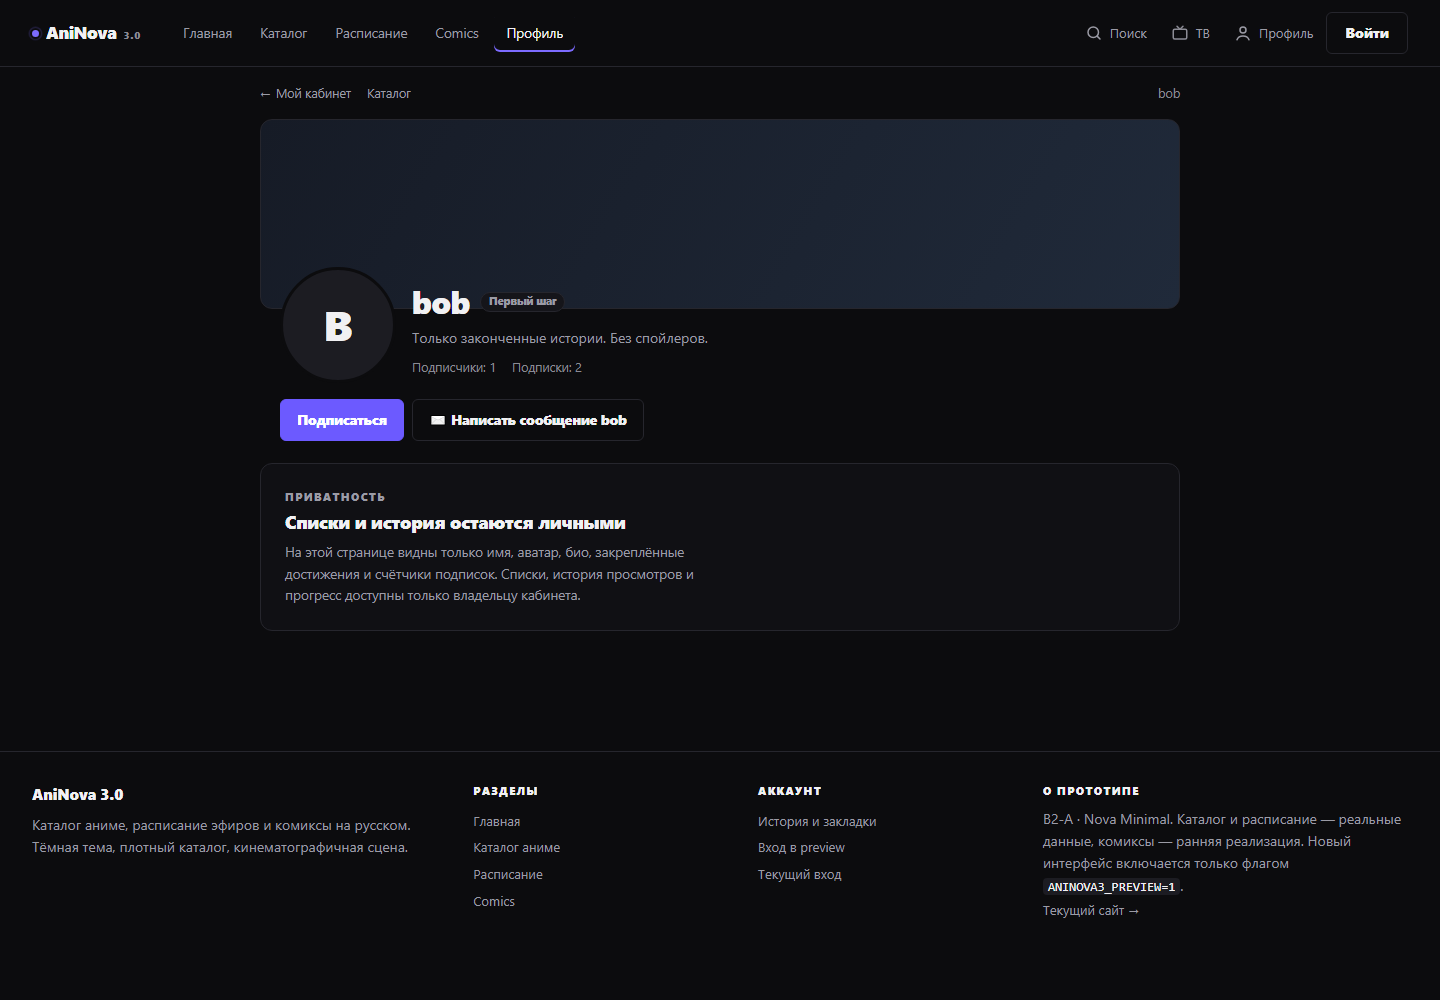 AniNova 3.0 Главная Каталог Расписание Comics Профиль Поиск ТВ Профиль Войти
← Мой кабинет Каталог bob
B
bob Первый шаг
Только законченные истории. Без спойлеров.
Подписчики: 1 Подписки: 2
Подписаться ✉ Написать сообщение bob
ПРИВАТНОСТЬ
Списки и история остаются личными
На этой странице видны только имя, аватар, био, закреплённые
достижения и счётчики подписок. Списки, история просмотров и
прогресс доступны только владельцу кабинета.
AniNova 3.0
Каталог аниме, расписание эфиров и комиксы на русском.
Тёмная тема, плотный каталог, кинематографичная сцена.
РАЗДЕЛЫ
Главная
Каталог аниме
Расписание
Comics
АККАУНТ
История и закладки
Вход в preview
Текущий вход
О ПРОТОТИПЕ
B2-A · Nova Minimal. Каталог и расписание — реальные
данные, комиксы — ранняя реализация. Новый
интерфейс включается только флагом
ANINOVA3_PREVIEW=1.
Текущий сайт →